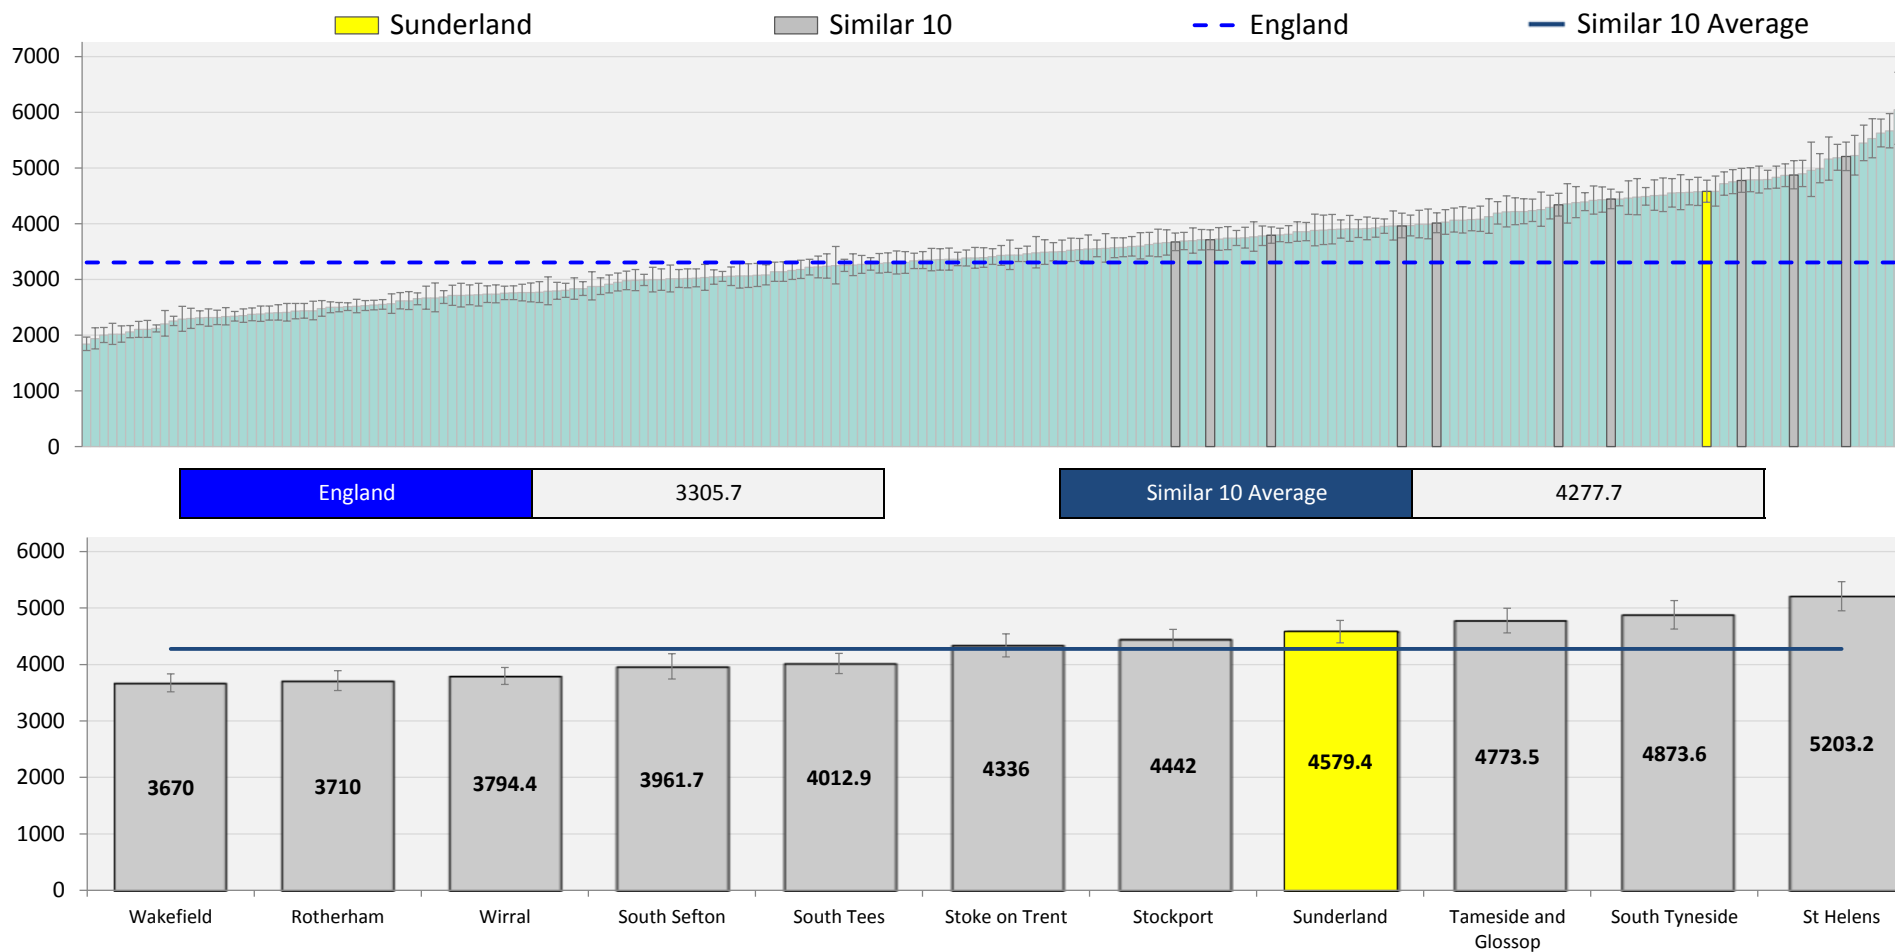 Sunderland
Similar 10
England
Similar 10 Average
7000
6000
5000
4000
3000
2000
1000
0
England 3305.7
Similar 10 Average 4277.7
6000
5000
4000
3000
2000
1000
0
3670 3710 3794.4 3961.7 4012.9 4336 4442 4579.4 4773.5 4873.6 5203.2
Wakefield Rotherham Wirral South Sefton South Tees Stoke on Trent Stockport Sunderland Tameside and South Tyneside St Helens
Glossop